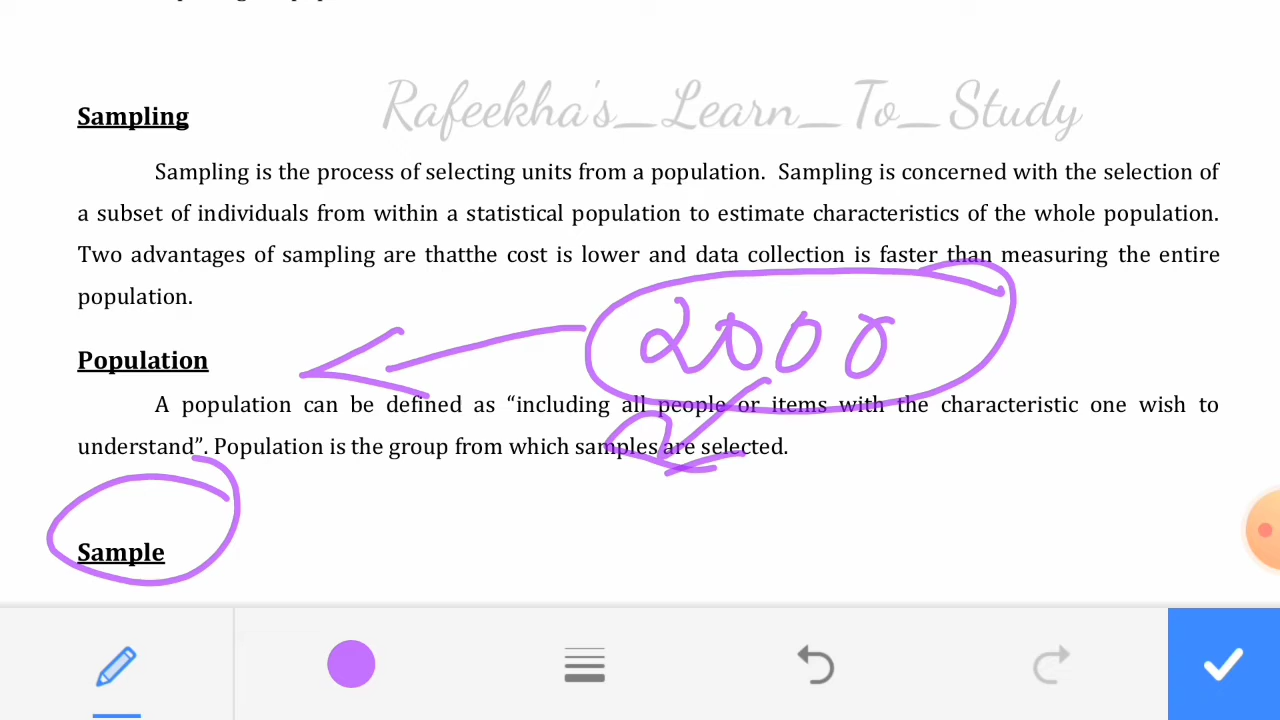 Sampling
Rafeekha's_Learn_To_Study
Sampling is the process of selecting units from a population. Sampling is concerned with the selection of
a subset of individuals from within a statistical population to estimate characteristics of the whole population.
Two advantages of sampling are thatthe cost is lower and data collection is faster than measuring the entire
population.
2000
Population
A population can be defined as “including all people or items with the characteristic one wish to
understand”. Population is the group from which samples are selected.
Sample